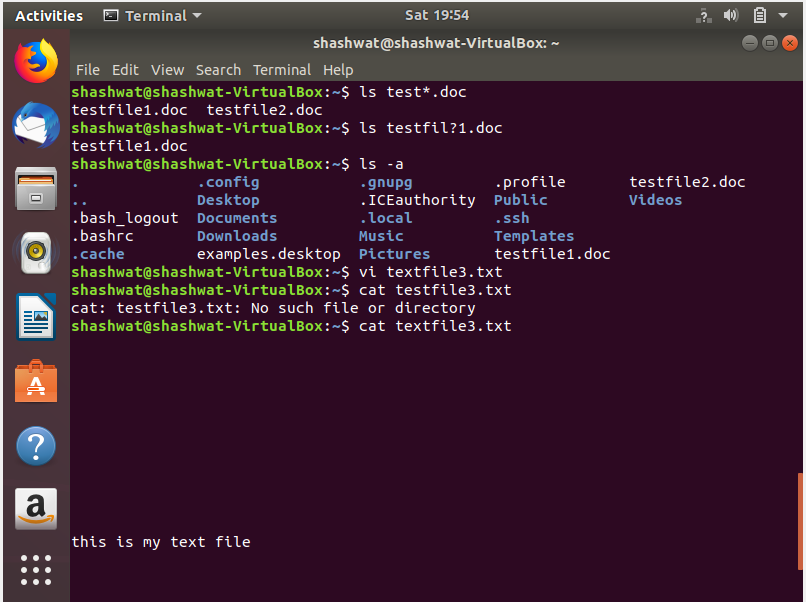 Activities Terminal Sat 19:54
shashwat@shashwat-VirtualBox: ~
File Edit View Search Terminal Help
shashwat@shashwat-VirtualBox:~$ ls test*.doc
testfile1.doc testfile2.doc
shashwat@shashwat-VirtualBox:~$ ls testfil?1.doc
testfile1.doc
shashwat@shashwat-VirtualBox:~$ ls -a
. .config .gnupg .profile testfile2.doc
.. Desktop .ICEauthority Public Videos
.bash_logout Documents .local .ssh
.bashrc Downloads Music Templates
.cache examples.desktop Pictures testfile1.doc
shashwat@shashwat-VirtualBox:~$ vi textfile3.txt
shashwat@shashwat-VirtualBox:~$ cat testfile3.txt
cat: testfile3.txt: No such file or directory
shashwat@shashwat-VirtualBox:~$ cat textfile3.txt
this is my text file